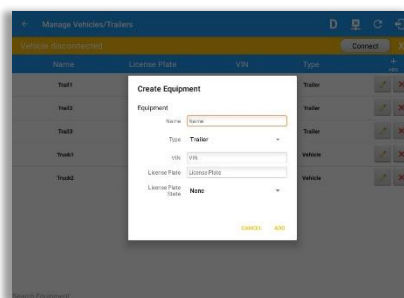 Manage Vehicles/Trailers
D
Vehicle disconnected
Connect
X
Name
License Plate
VIN
Type
Trail1
Trailer
Trail2
Trailer
Trail3
Trailer
Truck1
Vehicle
Truck2
Vehicle
Create Equipment
Equipment
Name
Name
Type
Trailer
VIN
VIN
License Plate
License Plate
License Plate
State
None
CANCEL
ADD
Search Equipment